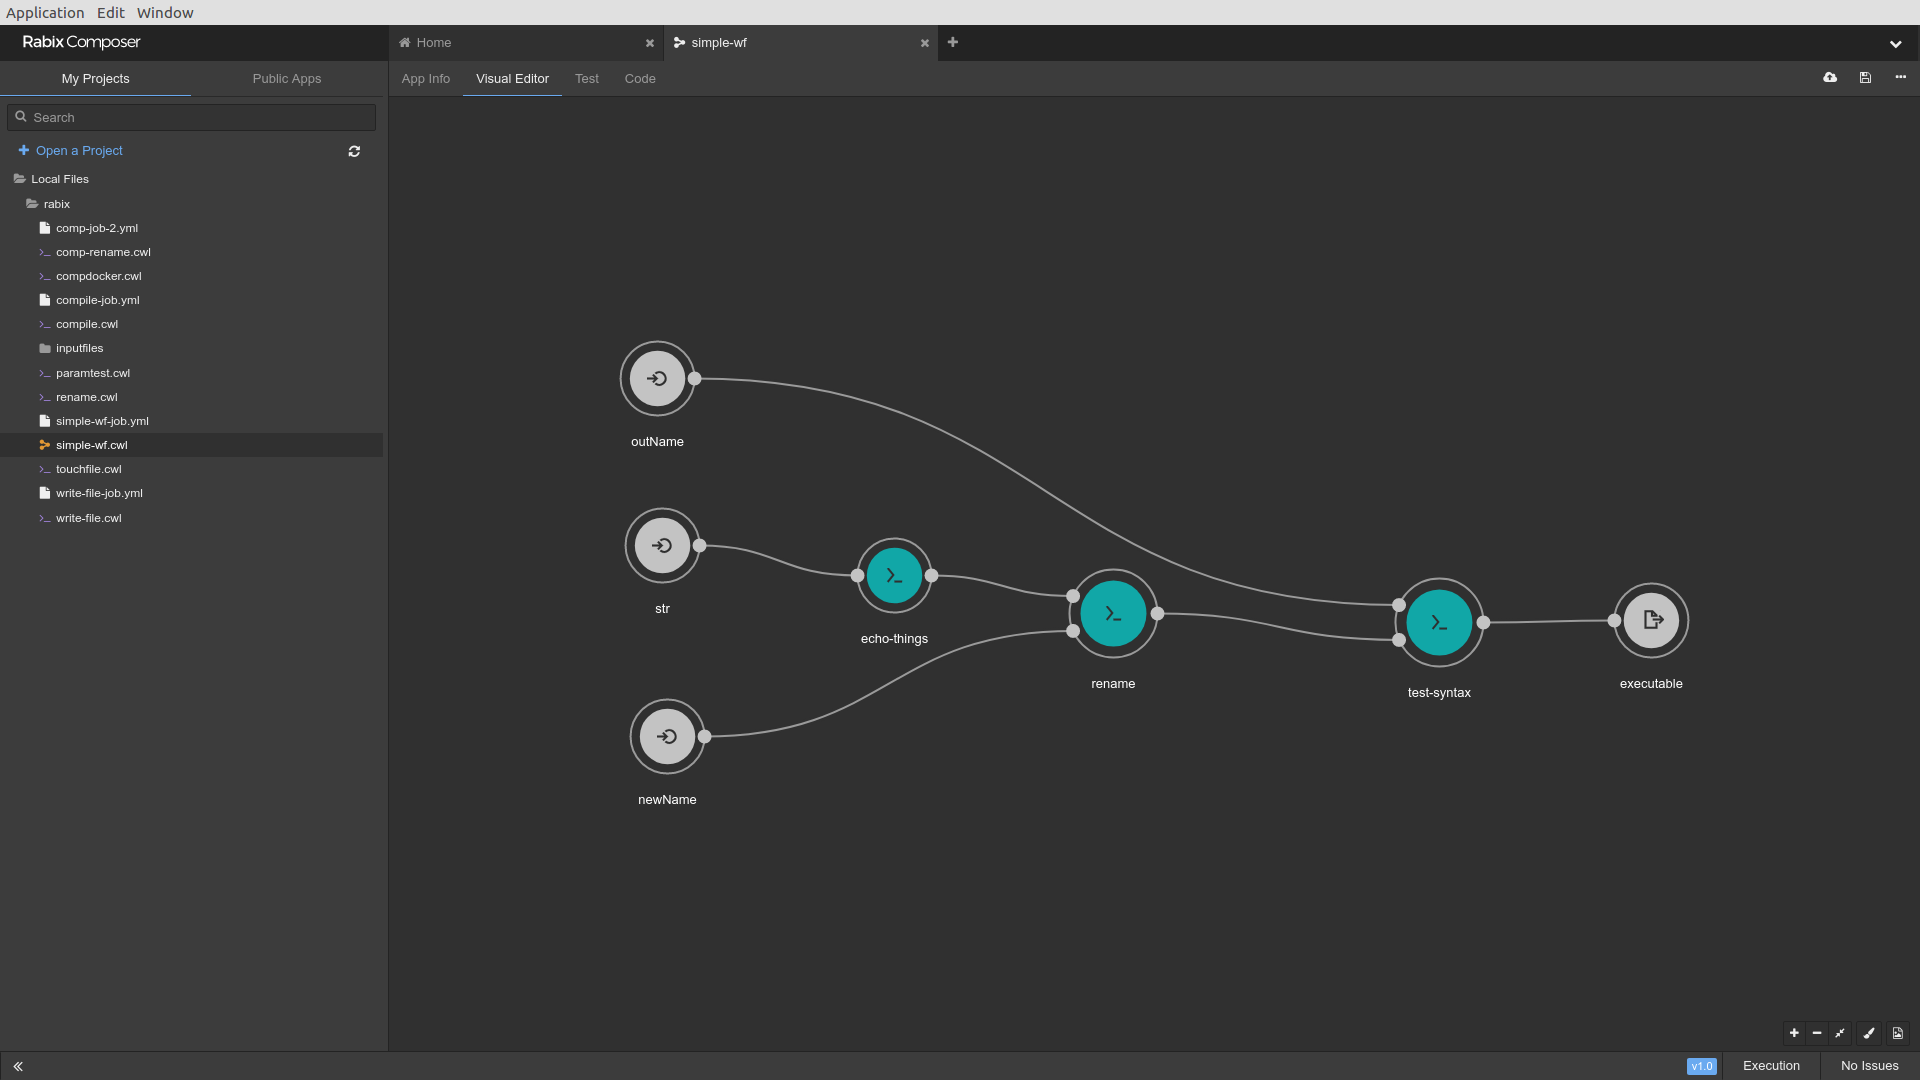 Application Edit Window
Rabix Composer
Home
simple-wf
My Projects
Public Apps
App Info
Visual Editor
Test
Code
Search
Open a Project
Local Files
rabix
comp-job-2.yml
comp-rename.cwl
compdocker.cwl
compile-job.yml
compile.cwl
inputfiles
paramtest.cwl
rename.cwl
simple-wf-job.yml
simple-wf.cwl
touchfile.cwl
write-file-job.yml
write-file.cwl
outName
str
echo-things
newName
rename
test-syntax
executable
v1.0
Execution
No Issues